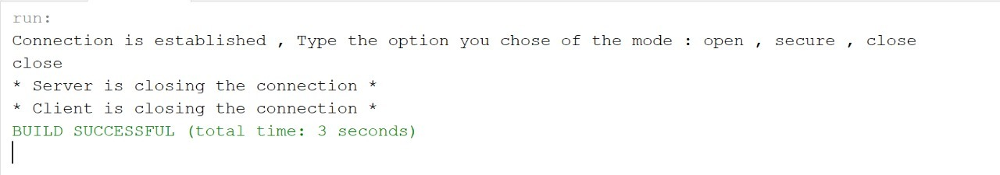 run:
Connection is established , Type the option you chose of the mode : open , secure , close
close
* Server is closing the connection *
* Client is closing the connection *
BUILD SUCCESSFUL (total time: 3 seconds)